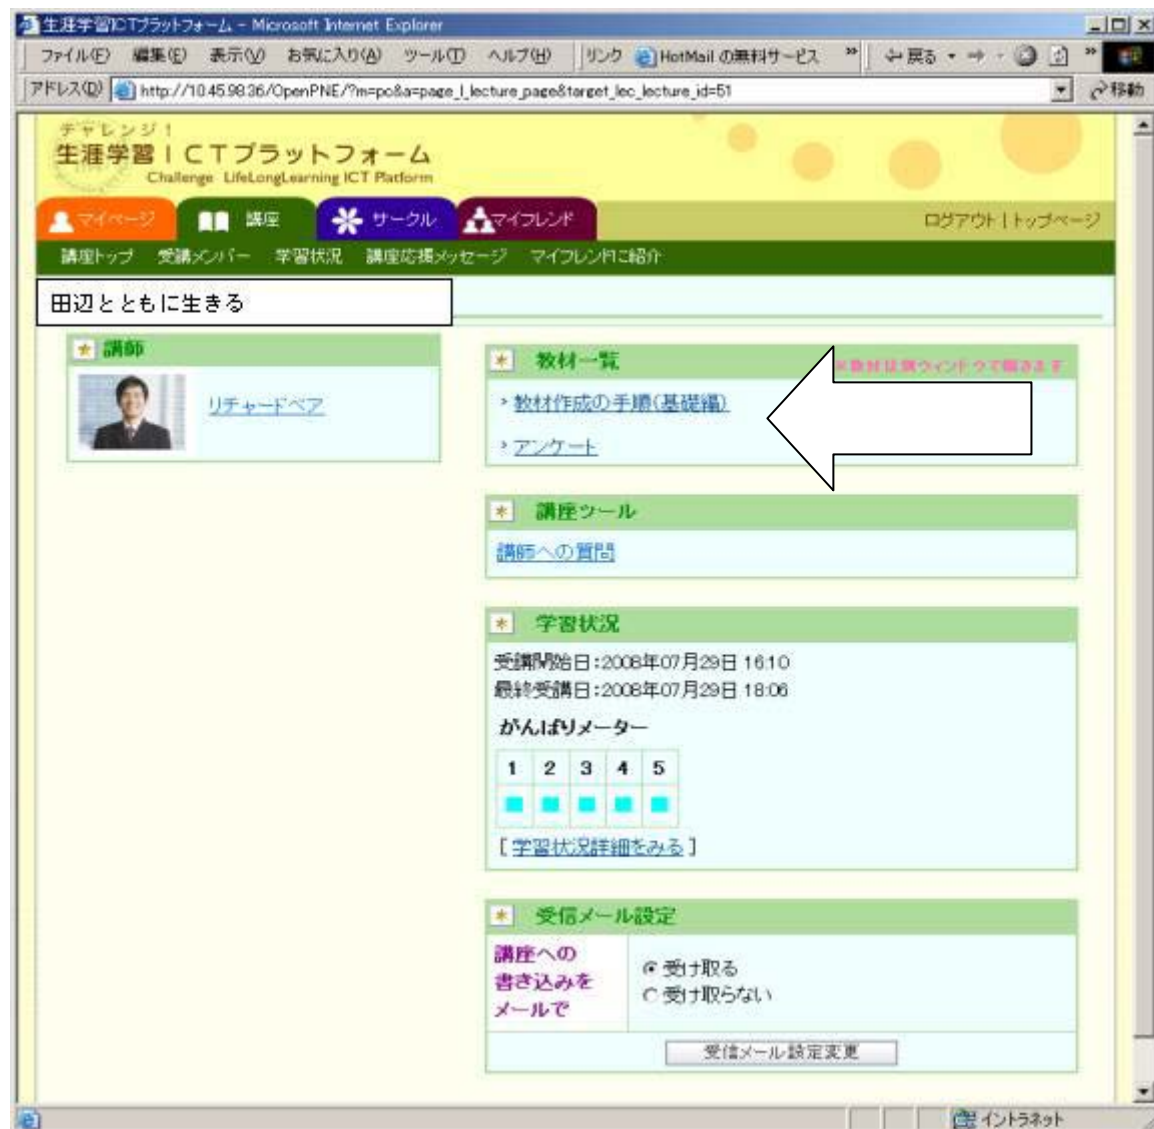 生涯学習ICTプラットフォーム - Microsoft Internet Explorer
ファイル(F) 編集(E) 表示(V) お気に入り(A) ツール(T) ヘルプ(H) リンク HotMail の無料サービス » 戻る »
アドレス(D) http://10.45.98.36/OpenPNE/?m=pc&a=page_l_lecture_page&target_lec_lecture_id=51 移動
チャレンジ!
生涯学習ICTプラットフォーム
Challenge LifeLongLearning ICT Platform
マイページ 講座 サークル マイフレンド ログアウト | トップページ
講座トップ 受講メンバー 学習状況 講座応援メッセージ マイフレンドに紹介
田辺とともに生きる
講師
リチャードベア
教材一覧 ※教材は別ウィンドウで開きます
教材作成の手順(基礎編)
アンケート
講座ツール
講師への質問
学習状況
受講開始日:2008年07月29日 16:10
最終受講日:2008年07月29日 18:06
がんばりメーター
1 2 3 4 5
[ 学習状況詳細をみる ]
受信メール設定
講座への
書き込みを
メールで
受け取る
受け取らない
受信メール設定変更
イントラネット